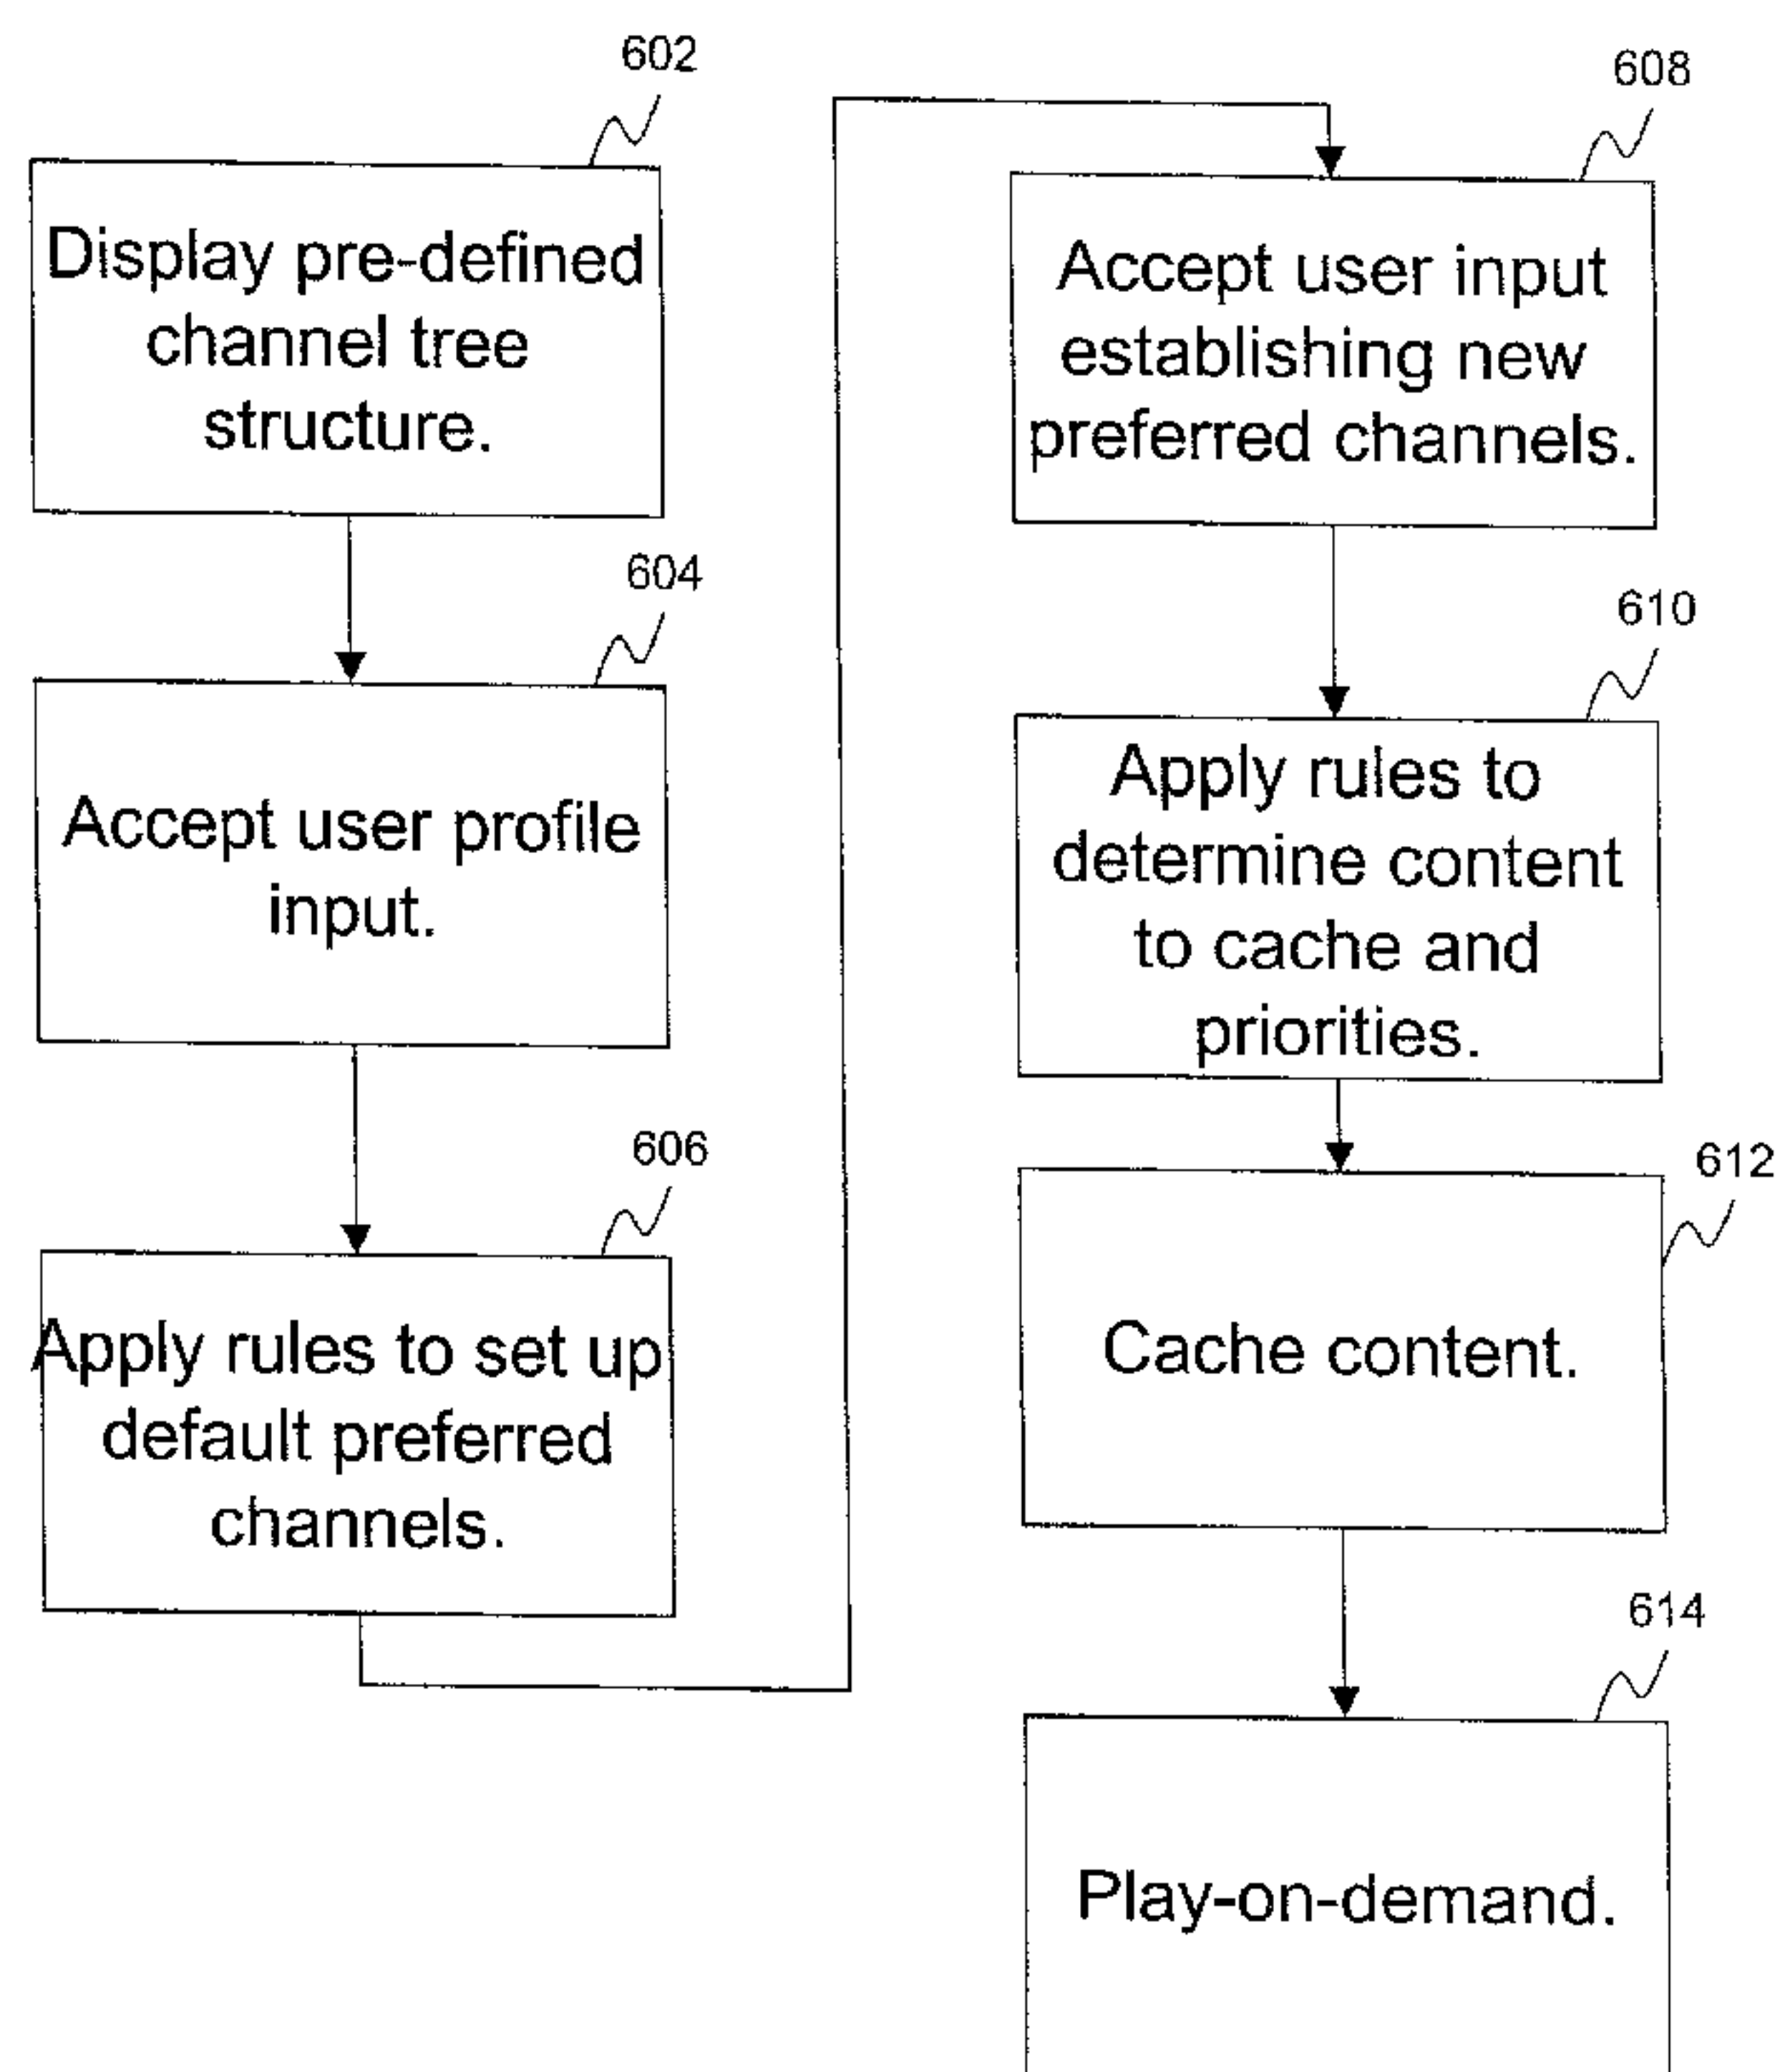 602
Display pre-defined
channel tree
structure.
604
Accept user profile
input.
606
Apply rules to set up
default preferred
channels.
608
Accept user input
establishing new
preferred channels.
610
Apply rules to
determine content
to cache and
priorities.
612
Cache content.
614
Play-on-demand.